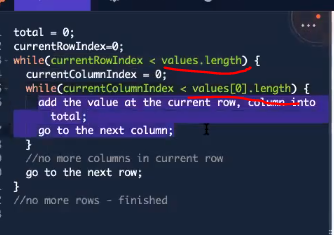 total = 0;
currentRowIndex=0;
while(currentRowIndex < values.length) {
currentColumnIndex = 0;
while(currentColumnIndex < values[0].length) {
add the value at the current row, column into
total;
go to the next column;
}
//no more columns in current row
go to the next row;
}
//no more rows - finished